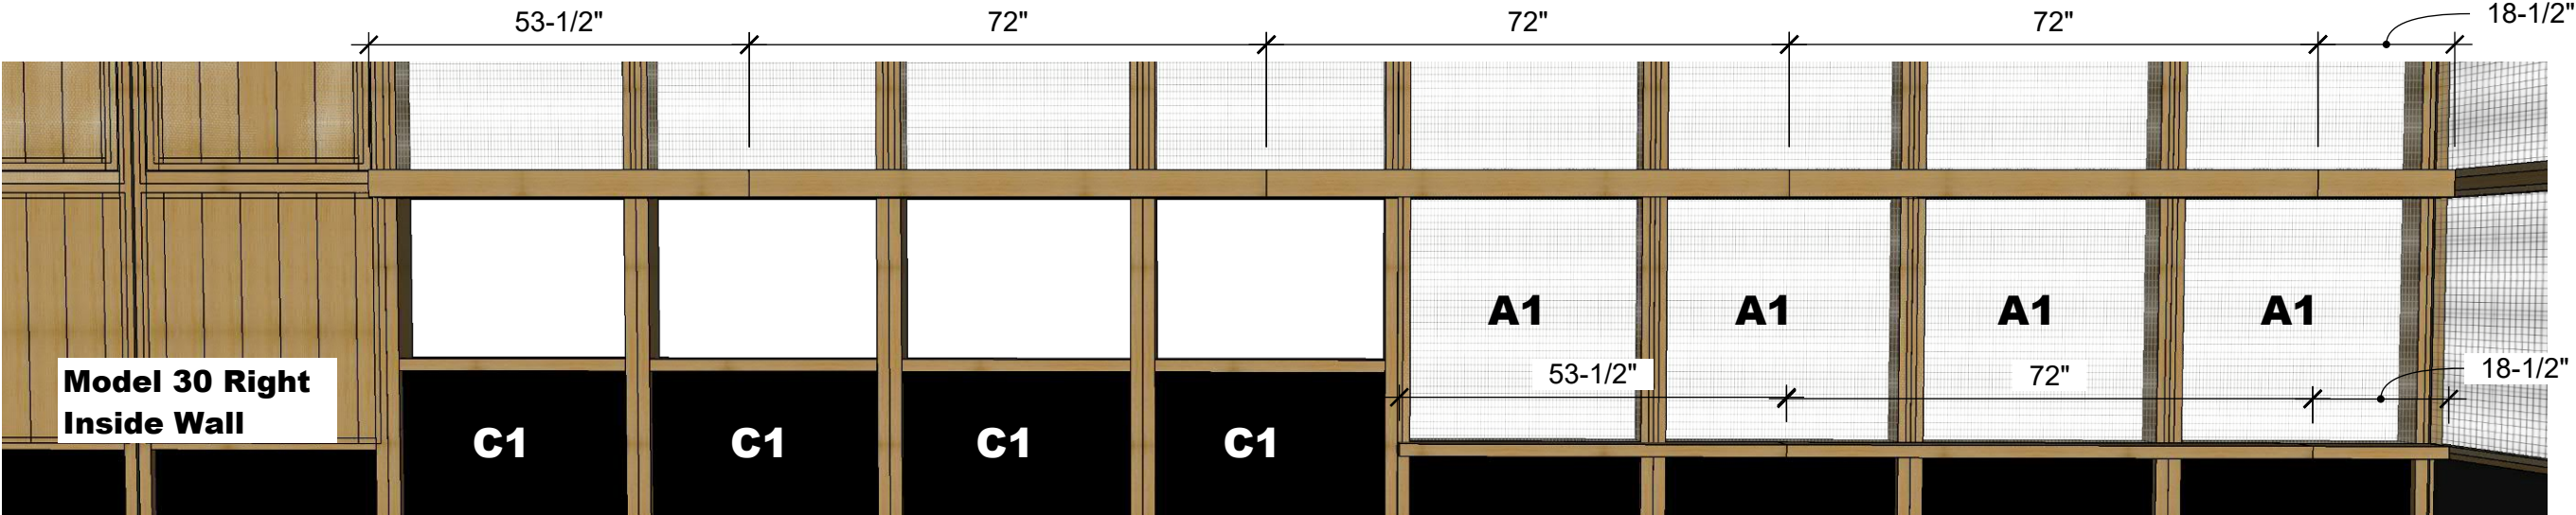 53-1/2" 72" 72" 72" 18-1/2"
A1 A1 A1 A1
53-1/2" 72" 18-1/2"
Model 30 Right
Inside Wall
C1 C1 C1 C1